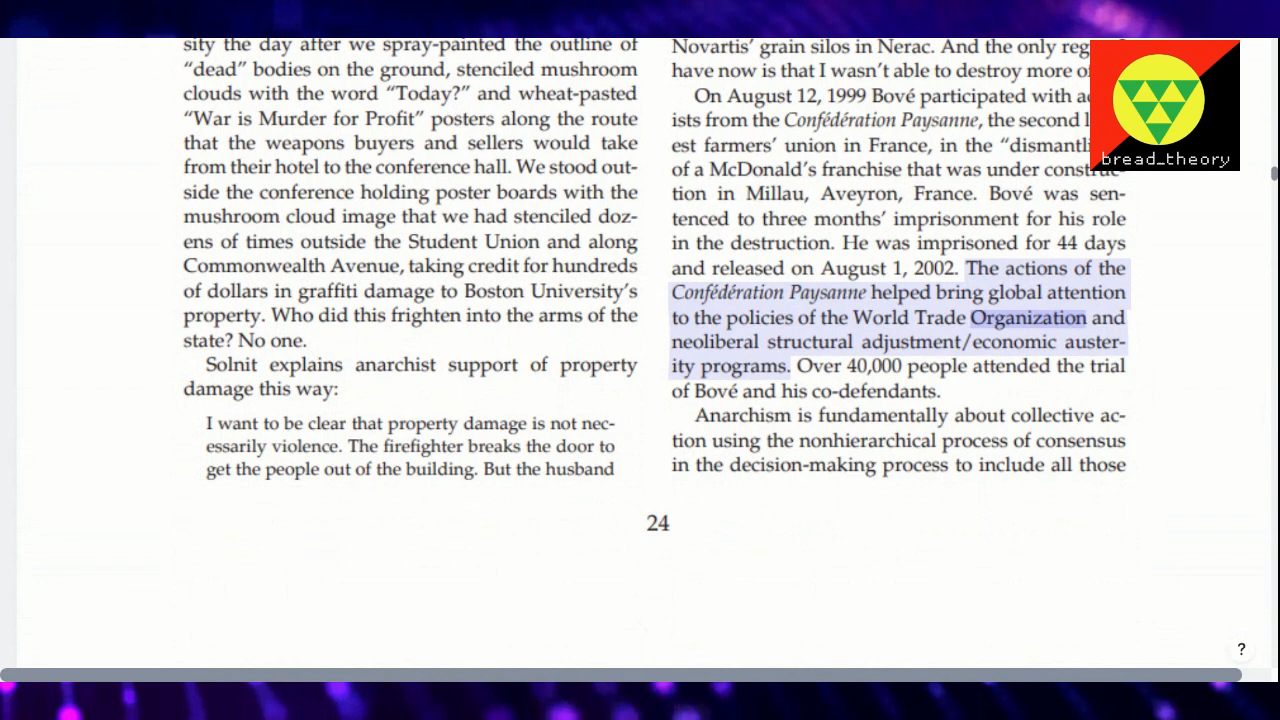 sity the day after we spray-painted the outline of
“dead” bodies on the ground, stenciled mushroom
clouds with the word “Today?” and wheat-pasted
“War is Murder for Profit” posters along the route
that the weapons buyers and sellers would take
from their hotel to the conference hall. We stood out-
side the conference holding poster boards with the
mushroom cloud image that we had stenciled doz-
ens of times outside the Student Union and along
Commonwealth Avenue, taking credit for hundreds
of dollars in graffiti damage to Boston University’s
property. Who did this frighten into the arms of the
state? No one.
Solnit explains anarchist support of property
damage this way:
I want to be clear that property damage is not nec-
essarily violence. The firefighter breaks the door to
get the people out of the building. But the husband
Novartis’ grain silos in Nerac. And the only
have now is that I wasn’t able to destroy more
On August 12, 1999 Bové participated with
ists from the Confédération Paysanne, the second
est farmers’ union in France, in the
of a McDonald’s franchise that was under construc-
tion in Millau, Aveyron, France. Bové was sen-
tenced to three months’ imprisonment for his role
in the destruction. He was imprisoned for 44 days
and released on August 1, 2002. The actions of the
Confédération Paysanne helped bring global attention
to the policies of the World Trade Organization and
neoliberal structural adjustment/economic auster-
ity programs. Over 40,000 people attended the trial
of Bové and his co-defendants.
Anarchism is fundamentally about collective ac-
tion using the nonhierarchical process of consensus
in the decision-making process to include all those
24
bread_theory
?